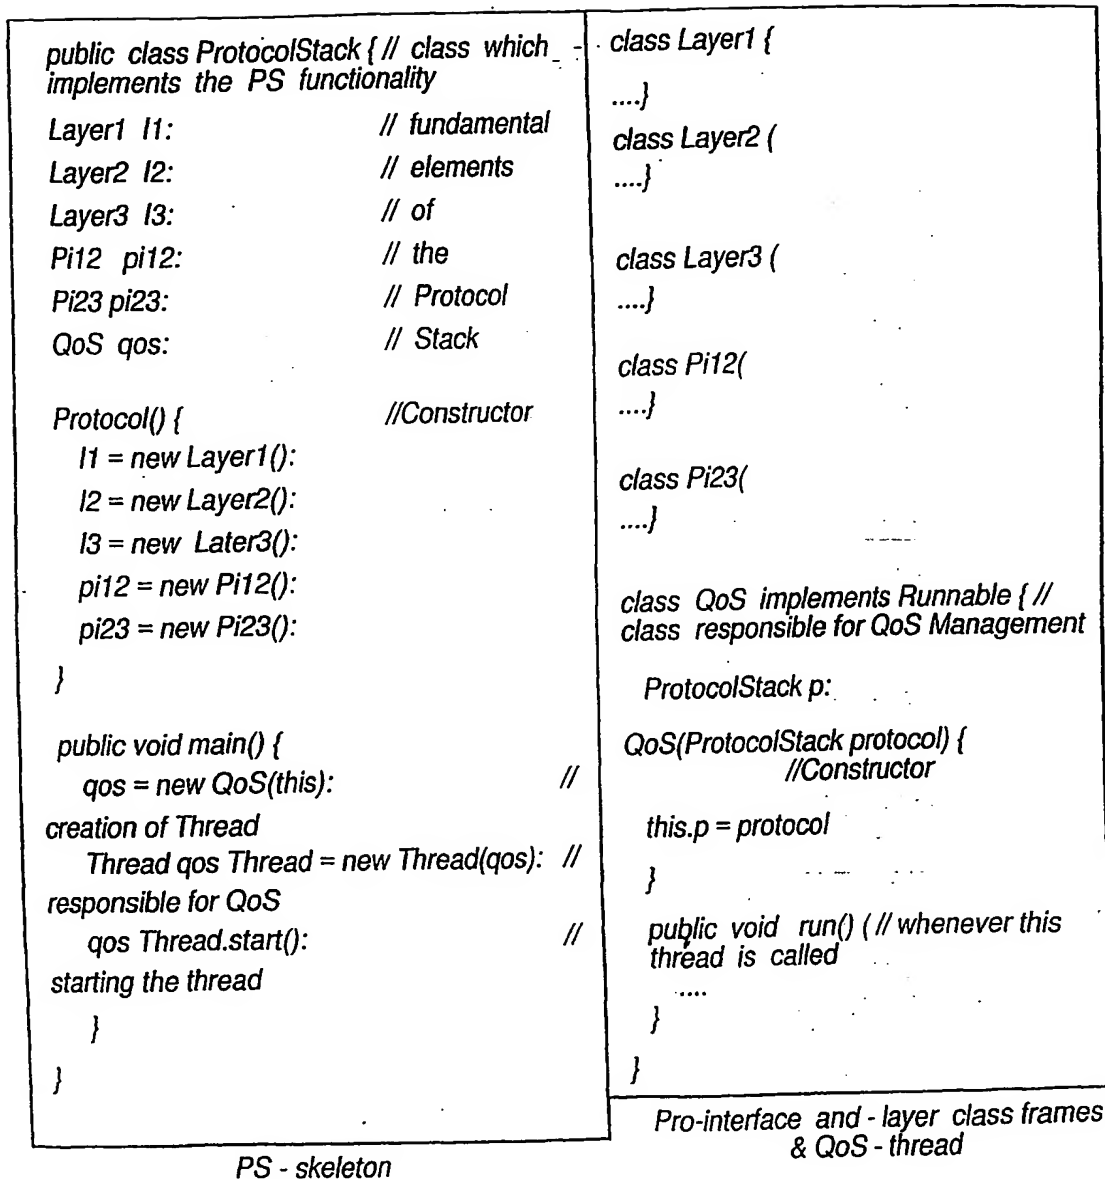 public class ProtocolStack { // class which
implements the PS functionality
Layer1 l1: // fundamental
Layer2 l2: // elements
Layer3 l3: // of
Pi12 pi12: // the
Pi23 pi23: // Protocol
QoS qos: // Stack
Protocol() { //Constructor
l1 = new Layer1():
l2 = new Layer2():
l3 = new Later3():
pi12 = new Pi12():
pi23 = new Pi23():
}
public void main() {
qos = new QoS(this): //
creation of Thread
Thread qos Thread = new Thread(qos): //
responsible for QoS
qos Thread.start(): //
starting the thread
}
}
PS - skeleton
class Layer1 {
....}
class Layer2 (
....}
class Layer3 (
....}
class Pi12(
....}
class Pi23(
....}
class QoS implements Runnable { //
class responsible for QoS Management
ProtocolStack p:
QoS(ProtocolStack protocol) {
//Constructor
this.p = protocol
}
public void run() ( // whenever this
thread is called
....
}
}
Pro-interface and - layer class frames
& QoS - thread